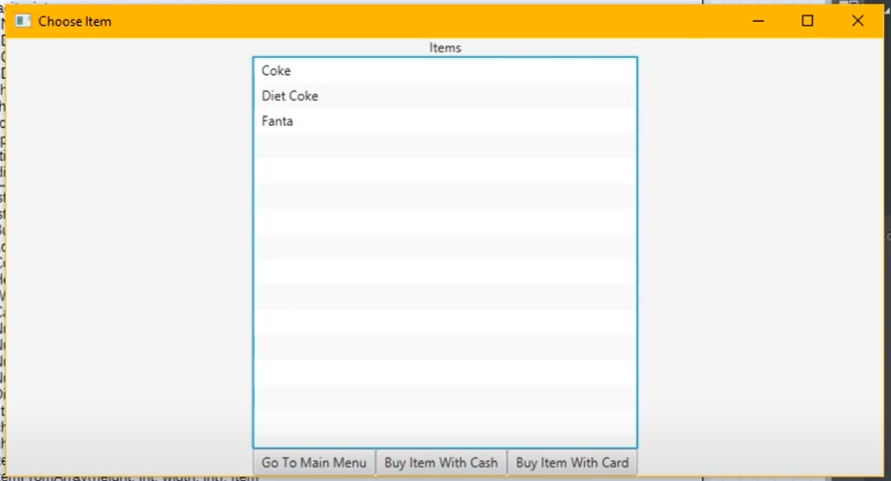 Choose Item
Items
Coke
Diet Coke
Fanta
Go To Main Menu
Buy Item With Cash
Buy Item With Card